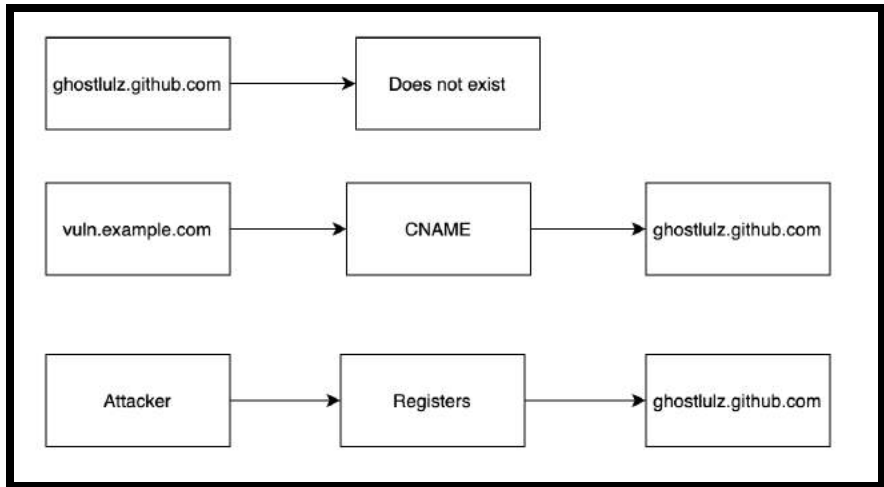 ghostlulz.github.com
Does not exist
vuln.example.com
CNAME
ghostlulz.github.com
Attacker
Registers
ghostlulz.github.com